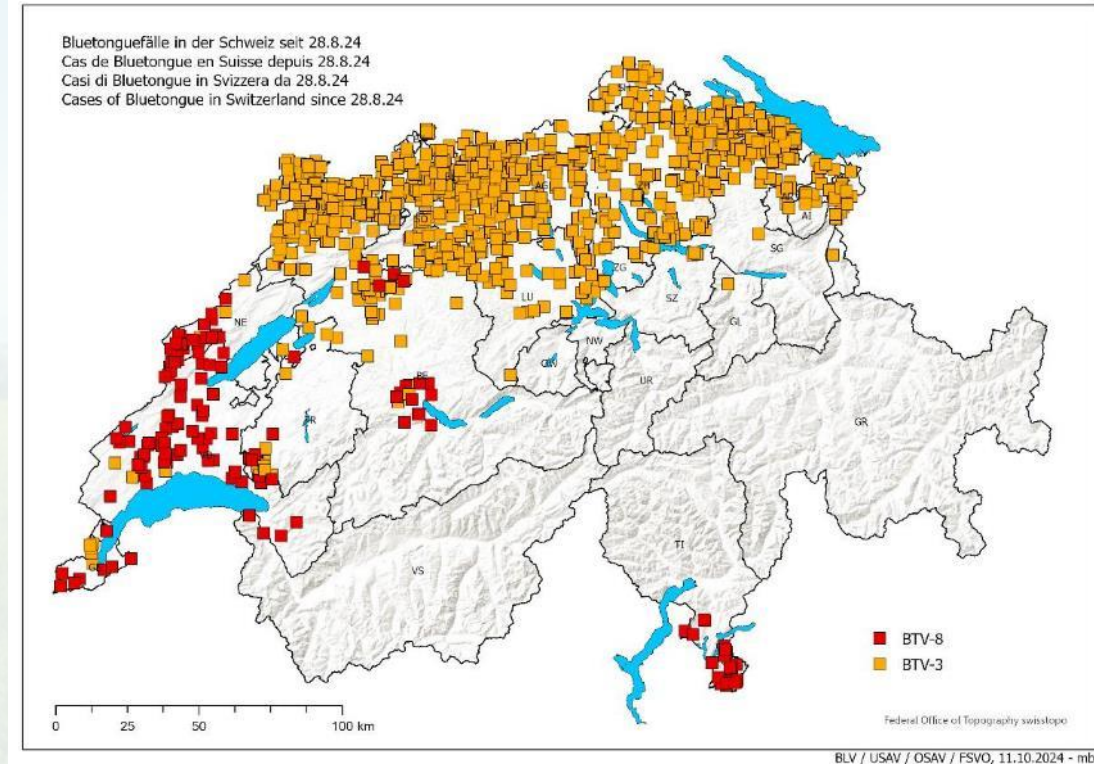 Bluetonguefälle in der Schweiz seit 28.8.24
Cas de Bluetongue en Suisse depuis 28.8.24
Casi di Bluetongue in Svizzera da 28.8.24
Cases of Bluetongue in Switzerland since 28.8.24
AG
AI
SG
ZG
LU
SZ
NE
GL
NW
OW
BE
UR
FR
GR
TI
VS
BTV-8
BTV-3
0 25 50 100 km
Federal Office of Topography swisstopo
BLV / USAV / OSAV / FSVO, 11.10.2024 - mb